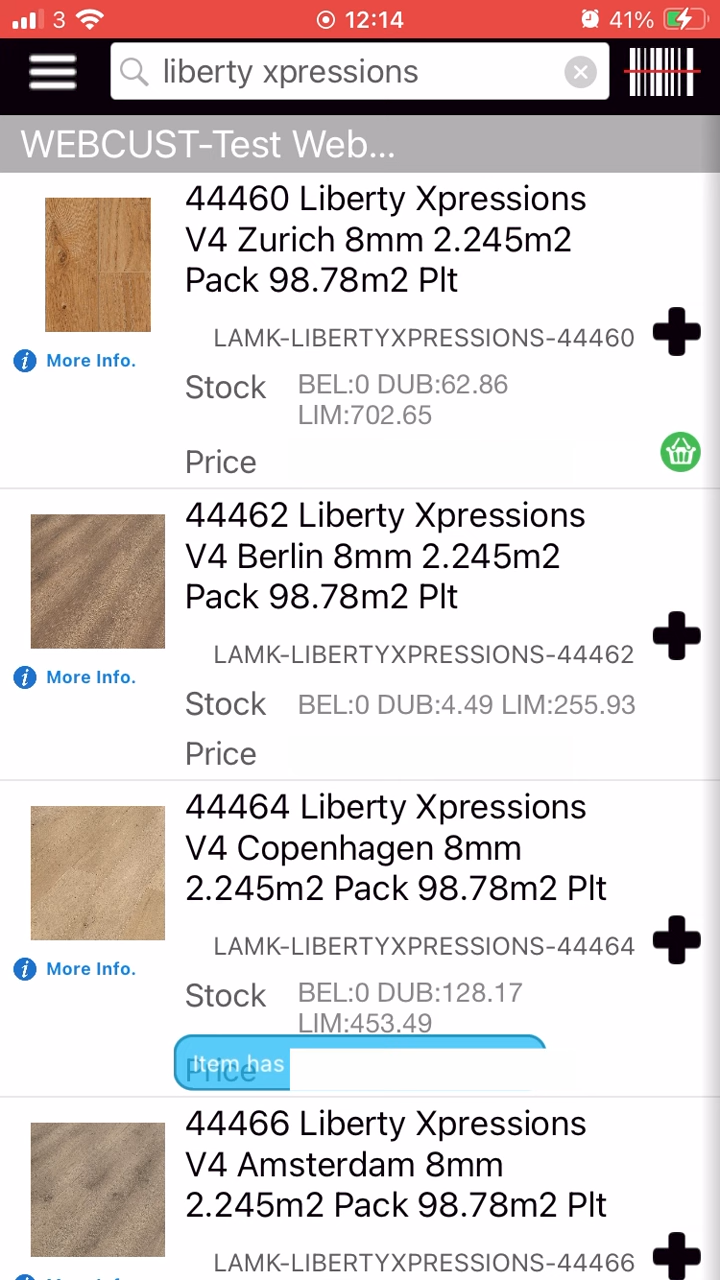 3 12:14 41%
liberty xpressions
WEBCUST-Test Web...
44460 Liberty Xpressions
V4 Zurich 8mm 2.245m2
Pack 98.78m2 Plt
LAMK-LIBERTYXPRESSIONS-44460
i More Info.
Stock BEL:0 DUB:62.86
LIM:702.65
Price
44462 Liberty Xpressions
V4 Berlin 8mm 2.245m2
Pack 98.78m2 Plt
LAMK-LIBERTYXPRESSIONS-44462
i More Info.
Stock BEL:0 DUB:4.49 LIM:255.93
Price
44464 Liberty Xpressions
V4 Copenhagen 8mm
2.245m2 Pack 98.78m2 Plt
LAMK-LIBERTYXPRESSIONS-44464
i More Info.
Stock BEL:0 DUB:128.17
LIM:453.49
Item has
Price
44466 Liberty Xpressions
V4 Amsterdam 8mm
2.245m2 Pack 98.78m2 Plt
LAMK-LIBERTYXPRESSIONS-44466